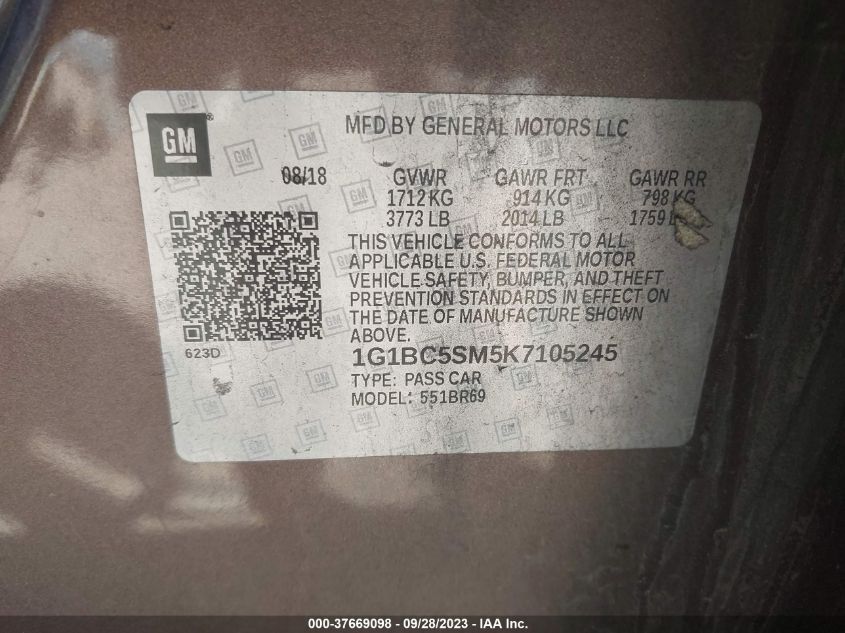 GM
MFD BY GENERAL MOTORS LLC
08/18 GVWR GAWR FRT GAWR RR
1712 KG 914 KG 798 KG
3773 LB 2014 LB 1759
THIS VEHICLE CONFORMS TO ALL
APPLICABLE U.S. FEDERAL MOTOR
VEHICLE SAFETY, BUMPER, AND THEFT
PREVENTION STANDARDS IN EFFECT ON
THE DATE OF MANUFACTURE SHOWN
ABOVE.
623D
1G1BC5SM5K7105245
TYPE: PASS CAR
MODEL: 551BR69
000-37669098 - 09/28/2023 - IAA Inc.